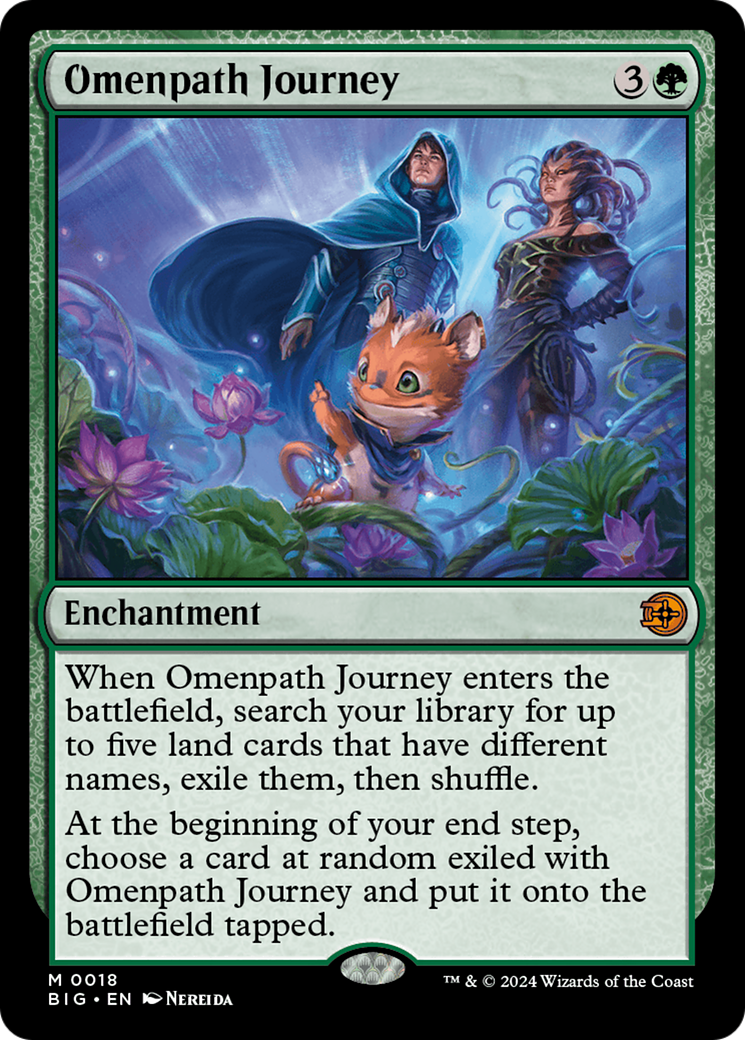 Omenpath Journey 3
Enchantment
When Omenpath Journey enters the
battlefield, search your library for up
to five land cards that have different
names, exile them, then shuffle.
At the beginning of your end step,
choose a card at random exiled with
Omenpath Journey and put it onto the
battlefield tapped.
M 0018
BIG • EN NEREIDA
™ & © 2024 Wizards of the Coast